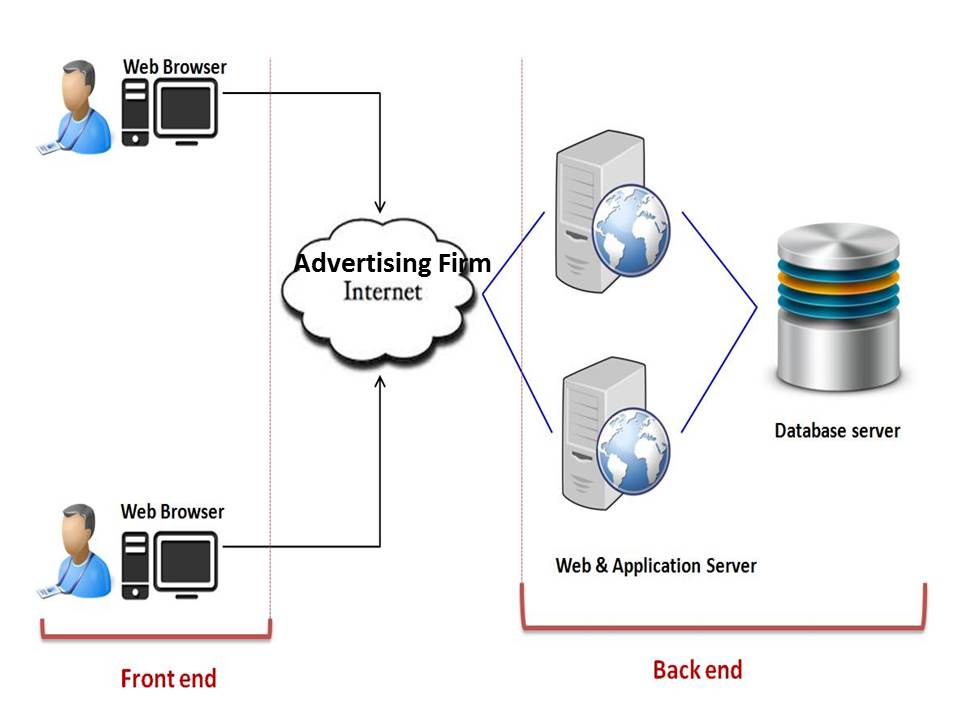 Web Browser
Advertising Firm
Internet
Database server
Web Browser
Web & Application Server
Front end
Back end